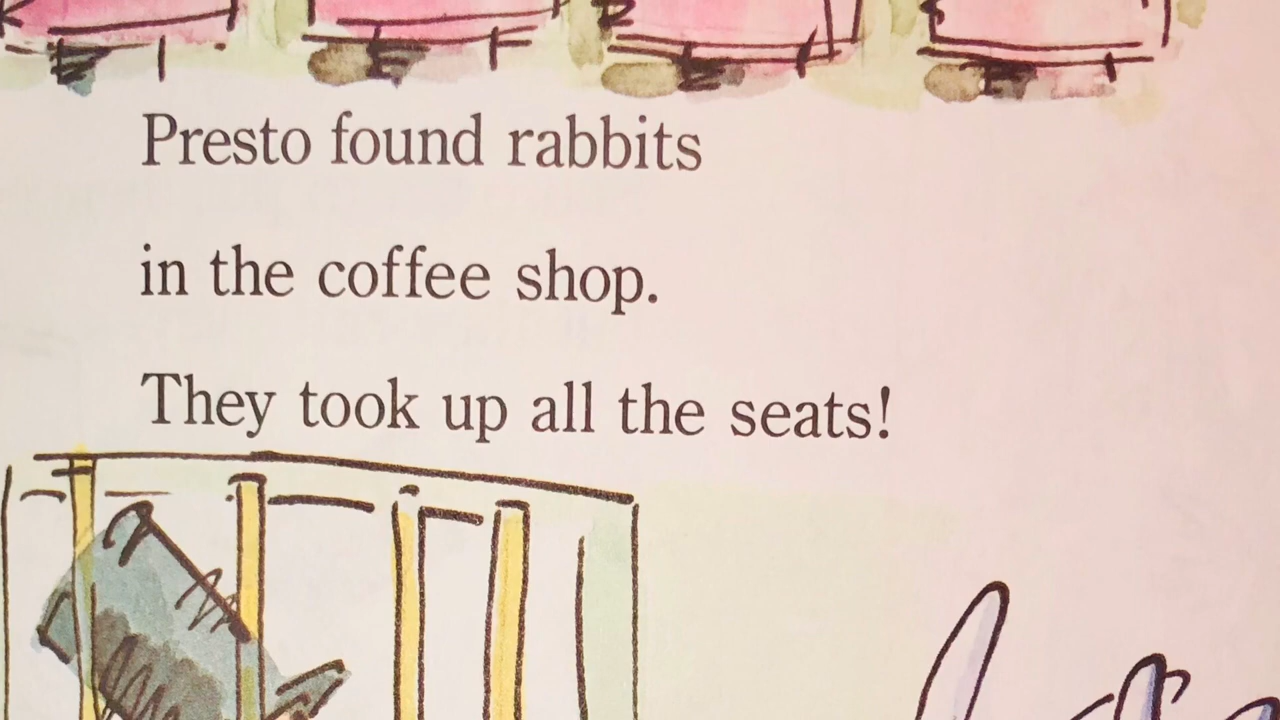 Presto found rabbits
in the coffee shop.
They took up all the seats!